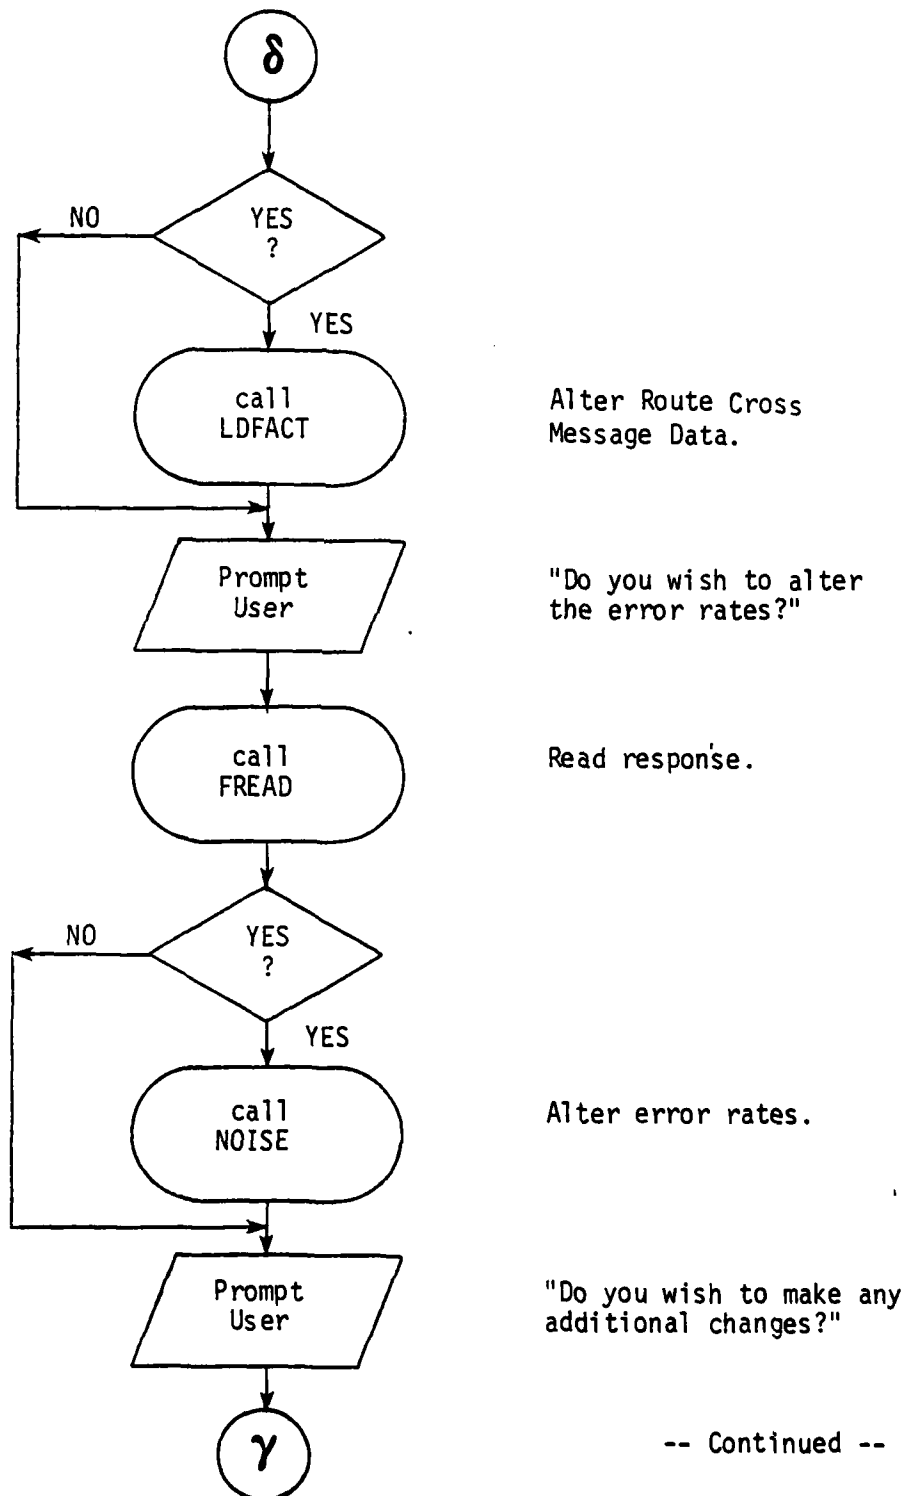 δ
YES
?
NO
YES
call
LDFACT
Alter Route Cross
Message Data.
Prompt
User
"Do you wish to alter
the error rates?"
call
FREAD
Read response.
YES
?
NO
YES
call
NOISE
Alter error rates.
Prompt
User
"Do you wish to make any
additional changes?"
γ
-- Continued --